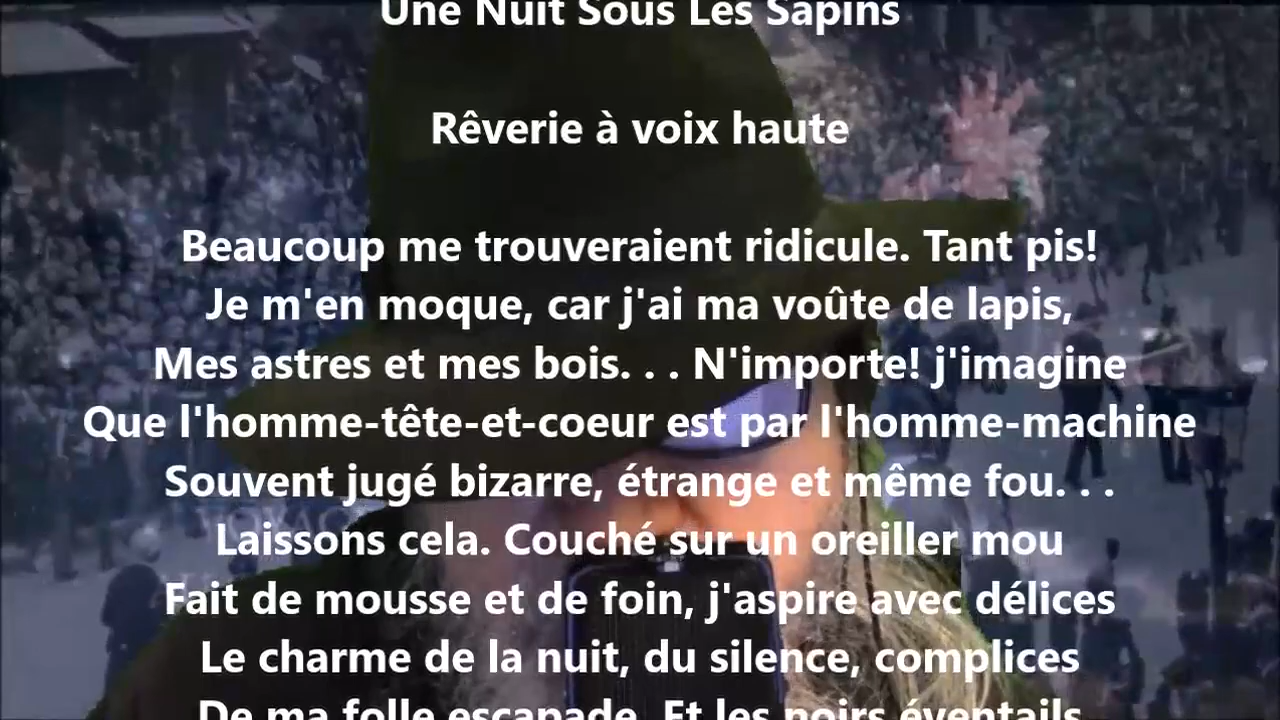 Une Nuit Sous Les Sapins
Rêverie à voix haute
Beaucoup me trouveraient ridicule. Tant pis!
Je m'en moque, car j'ai ma voûte de lapis,
Mes astres et mes bois. . . N'importe! j'imagine
Que l'homme-tête-et-coeur est par l'homme-machine
Souvent jugé bizarre, étrange et même fou. . .
Laissons cela. Couché sur un oreiller mou
Fait de mousse et de foin, j'aspire avec délices
Le charme de la nuit, du silence, complices
De ma folle escapade. Et les noirs éventails